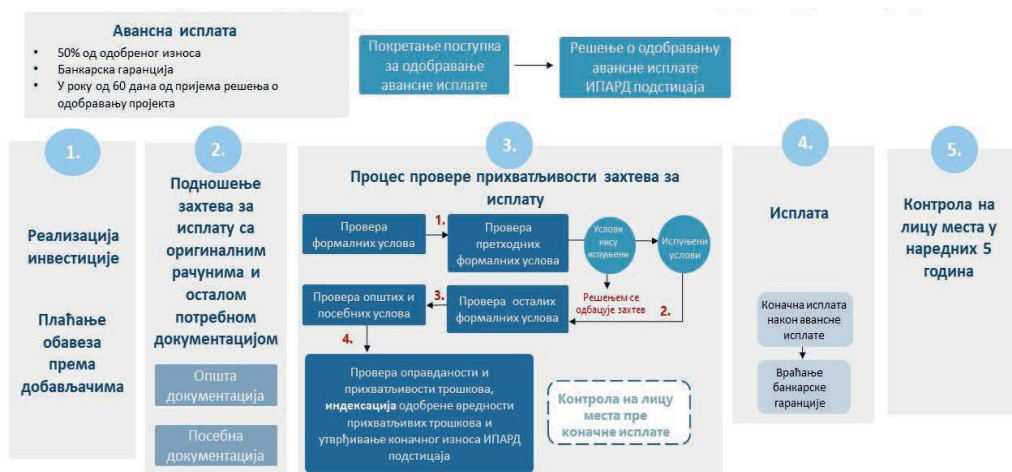 Авансна исплата
• 50% од одобреног износа
• Банкарска гаранција
• У року од 60 дана од пријема решења о
одобравању пројекта
Покретање поступка
за одобравање
авансне исплате
Решење о одобравању
авансне исплате
ИПАРД подстицаја
1.
Реализација
инвестиције
Плаћање
обавеза
према
добављачима
2.
Подношење
захтева за
исплату са
оригиналним
рачунима и
осталом
потребном
документацијом
Општа
документација
Посебна
документација
3.
Процес провере прихватљивости захтева за
исплату
Провера
формалних услова
1.
Провера
претходних
формалних услова
Услови
нису
испуњени
Испуњени
услови
Решењем се
одбацује захтев
2.
Провера осталих
формалних услова
3.
Провера општих и
посебних услова
4.
Провера оправданости и
прихватљивости трошкова,
индексација одобрене вредности
прихватљивих трошкова и
утврђивање коначног износа ИПАРД
подстицаја
Контрола на лицу
места пре
коначне исплате
4.
Исплата
Коначна исплата
након авансне
исплате
Враћање
банкарске
гаранције
5.
Контрола на
лицу места у
наредних 5
година